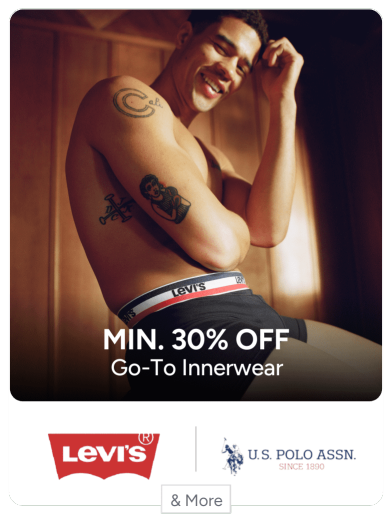 Levi's
MIN. 30% OFF
Go-To Innerwear
LEVI'S®
U.S. POLO ASSN.
SINCE 1890
& More